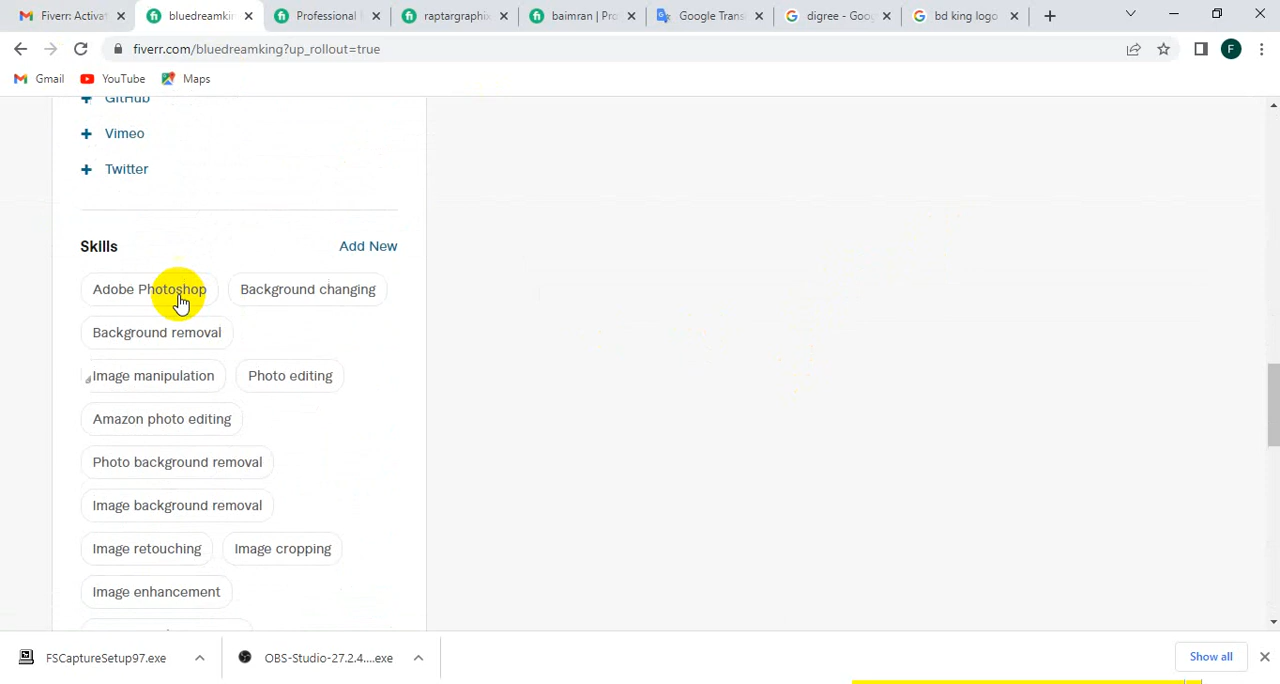 Fiverr: Activat
bluedreamkin
Professional
raptargraphix
baimran | Pro
Google Trans
digree - Goog
bd king logo
fiverr.com/bluedreamking?up_rollout=true
F
Gmail
YouTube
Maps
GitHub
Vimeo
Twitter
Skills
Add New
Adobe Photoshop
Background changing
Background removal
Image manipulation
Photo editing
Amazon photo editing
Photo background removal
Image background removal
Image retouching
Image cropping
Image enhancement
FSCaptureSetup97.exe
OBS-Studio-27.2.4....exe
Show all